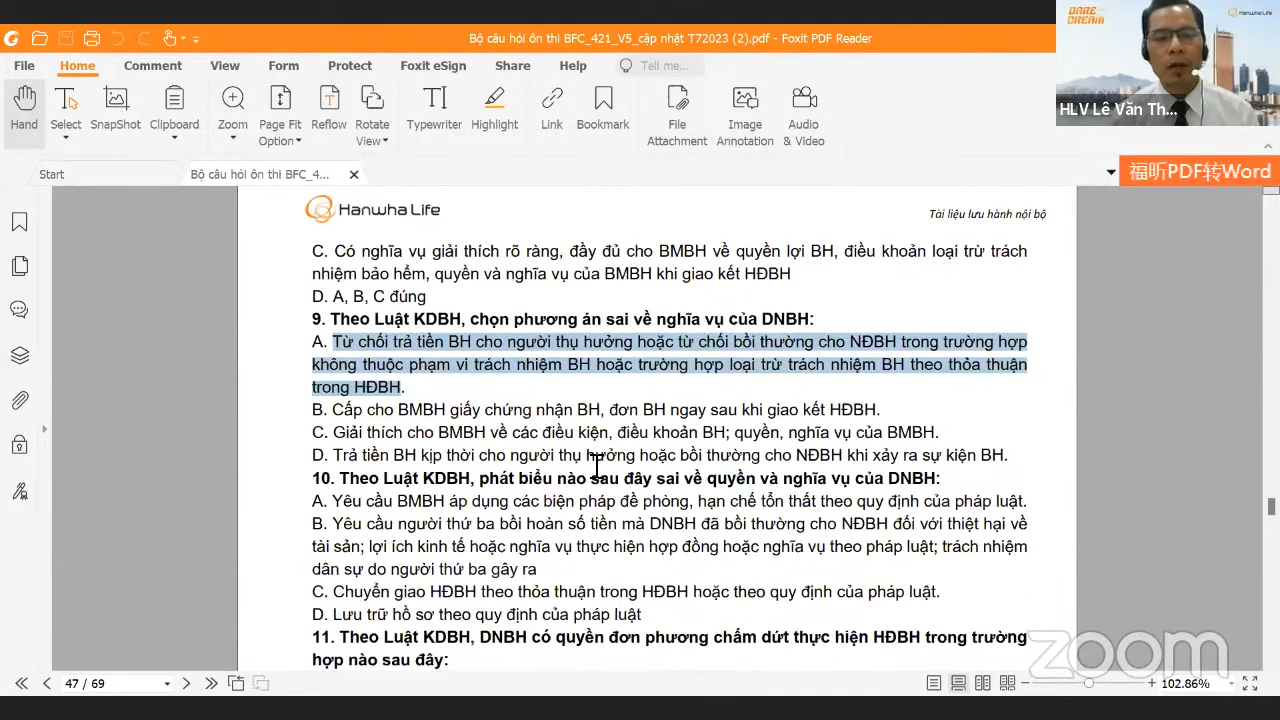 Bộ câu hỏi ôn thi BFC_421_V5_cập nhật T72023 (2).pdf - Foxit PDF Reader
DARE DREAM
Hanwha Life
File Home Comment View Form Protect Foxit eSign Share Help Tell me...
HLV Lê Văn Th...
Hand
Select
SnapShot
Clipboard
Zoom
Page Fit Option
Reflow
Rotate View
Typewriter
Highlight
Link
Bookmark
File Attachment
Image Annotation
Audio & Video
Start
Bộ câu hỏi ôn thi BFC_4...
福昕PDF转Word
Hanwha Life
Tài liệu lưu hành nội bộ
C. Có nghĩa vụ giải thích rõ ràng, đầy đủ cho BMBH về quyền lợi BH, điều khoản loại trừ trách
nhiệm bảo hểm, quyền và nghĩa vụ của BMBH khi giao kết HĐBH
D. A, B, C đúng
9. Theo Luật KDBH, chọn phương án sai về nghĩa vụ của DNBH:
A. Từ chối trả tiền BH cho người thụ hưởng hoặc từ chối bồi thường cho NĐBH trong trường hợp
không thuộc phạm vi trách nhiệm BH hoặc trường hợp loại trừ trách nhiệm BH theo thỏa thuận
trong HĐBH.
B. Cấp cho BMBH giấy chứng nhận BH, đơn BH ngay sau khi giao kết HĐBH.
C. Giải thích cho BMBH về các điều kiện, điều khoản BH; quyền, nghĩa vụ của BMBH.
D. Trả tiền BH kịp thời cho người thụ hưởng hoặc bồi thường cho NĐBH khi xảy ra sự kiện BH.
10. Theo Luật KDBH, phát biểu nào sau đây sai về quyền và nghĩa vụ của DNBH:
A. Yêu cầu BMBH áp dụng các biện pháp đề phòng, hạn chế tổn thất theo quy định của pháp luật.
B. Yêu cầu người thứ ba bồi hoàn số tiền mà DNBH đã bồi thường cho NĐBH đối với thiệt hại về
tài sản; lợi ích kinh tế hoặc nghĩa vụ thực hiện hợp đồng hoặc nghĩa vụ theo pháp luật; trách nhiệm
dân sự do người thứ ba gây ra
C. Chuyển giao HĐBH theo thỏa thuận trong HĐBH hoặc theo quy định của pháp luật.
D. Lưu trữ hồ sơ theo quy định của pháp luật
11. Theo Luật KDBH, DNBH có quyền đơn phương chấm dứt thực hiện HĐBH trong trường
hợp nào sau đây:
zoom
47 / 69
102.86%